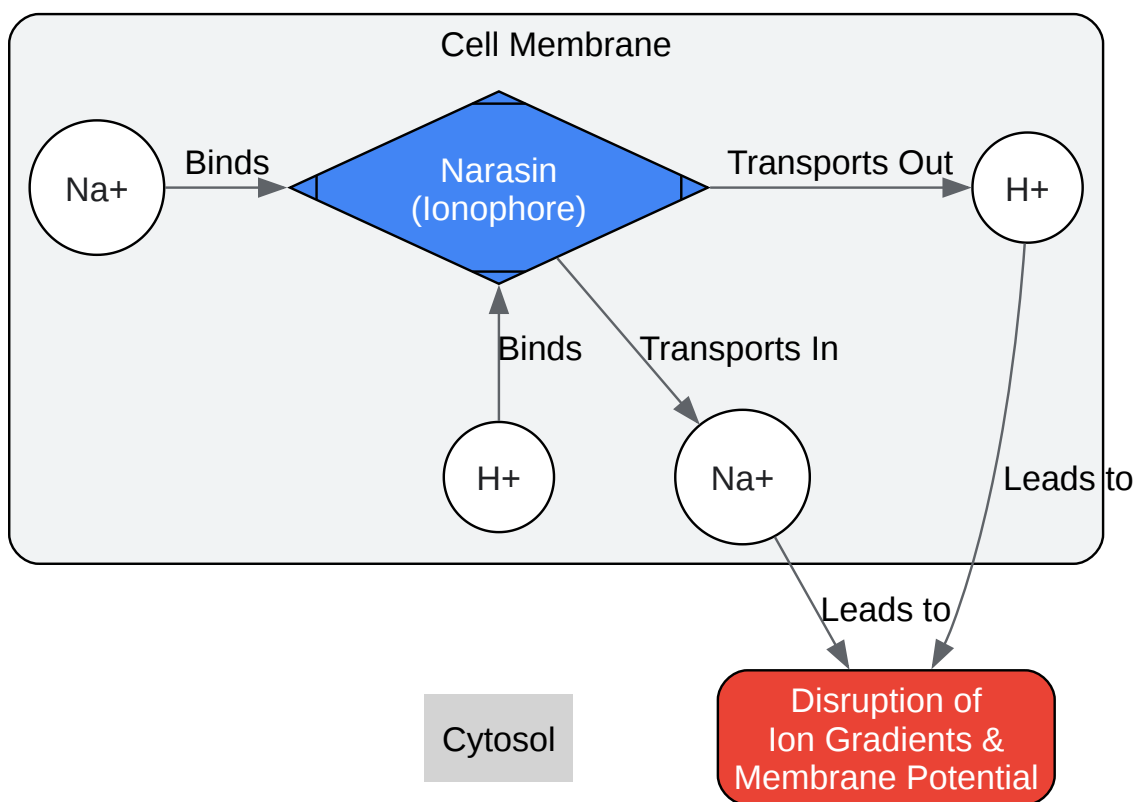 Cell Membrane
Na+
Binds
Narasin
(Ionophore)
Transports Out
H+
Binds
Transports In
H+
Na+
Leads to
Leads to
Cytosol
Disruption of
Ion Gradients &
Membrane Potential